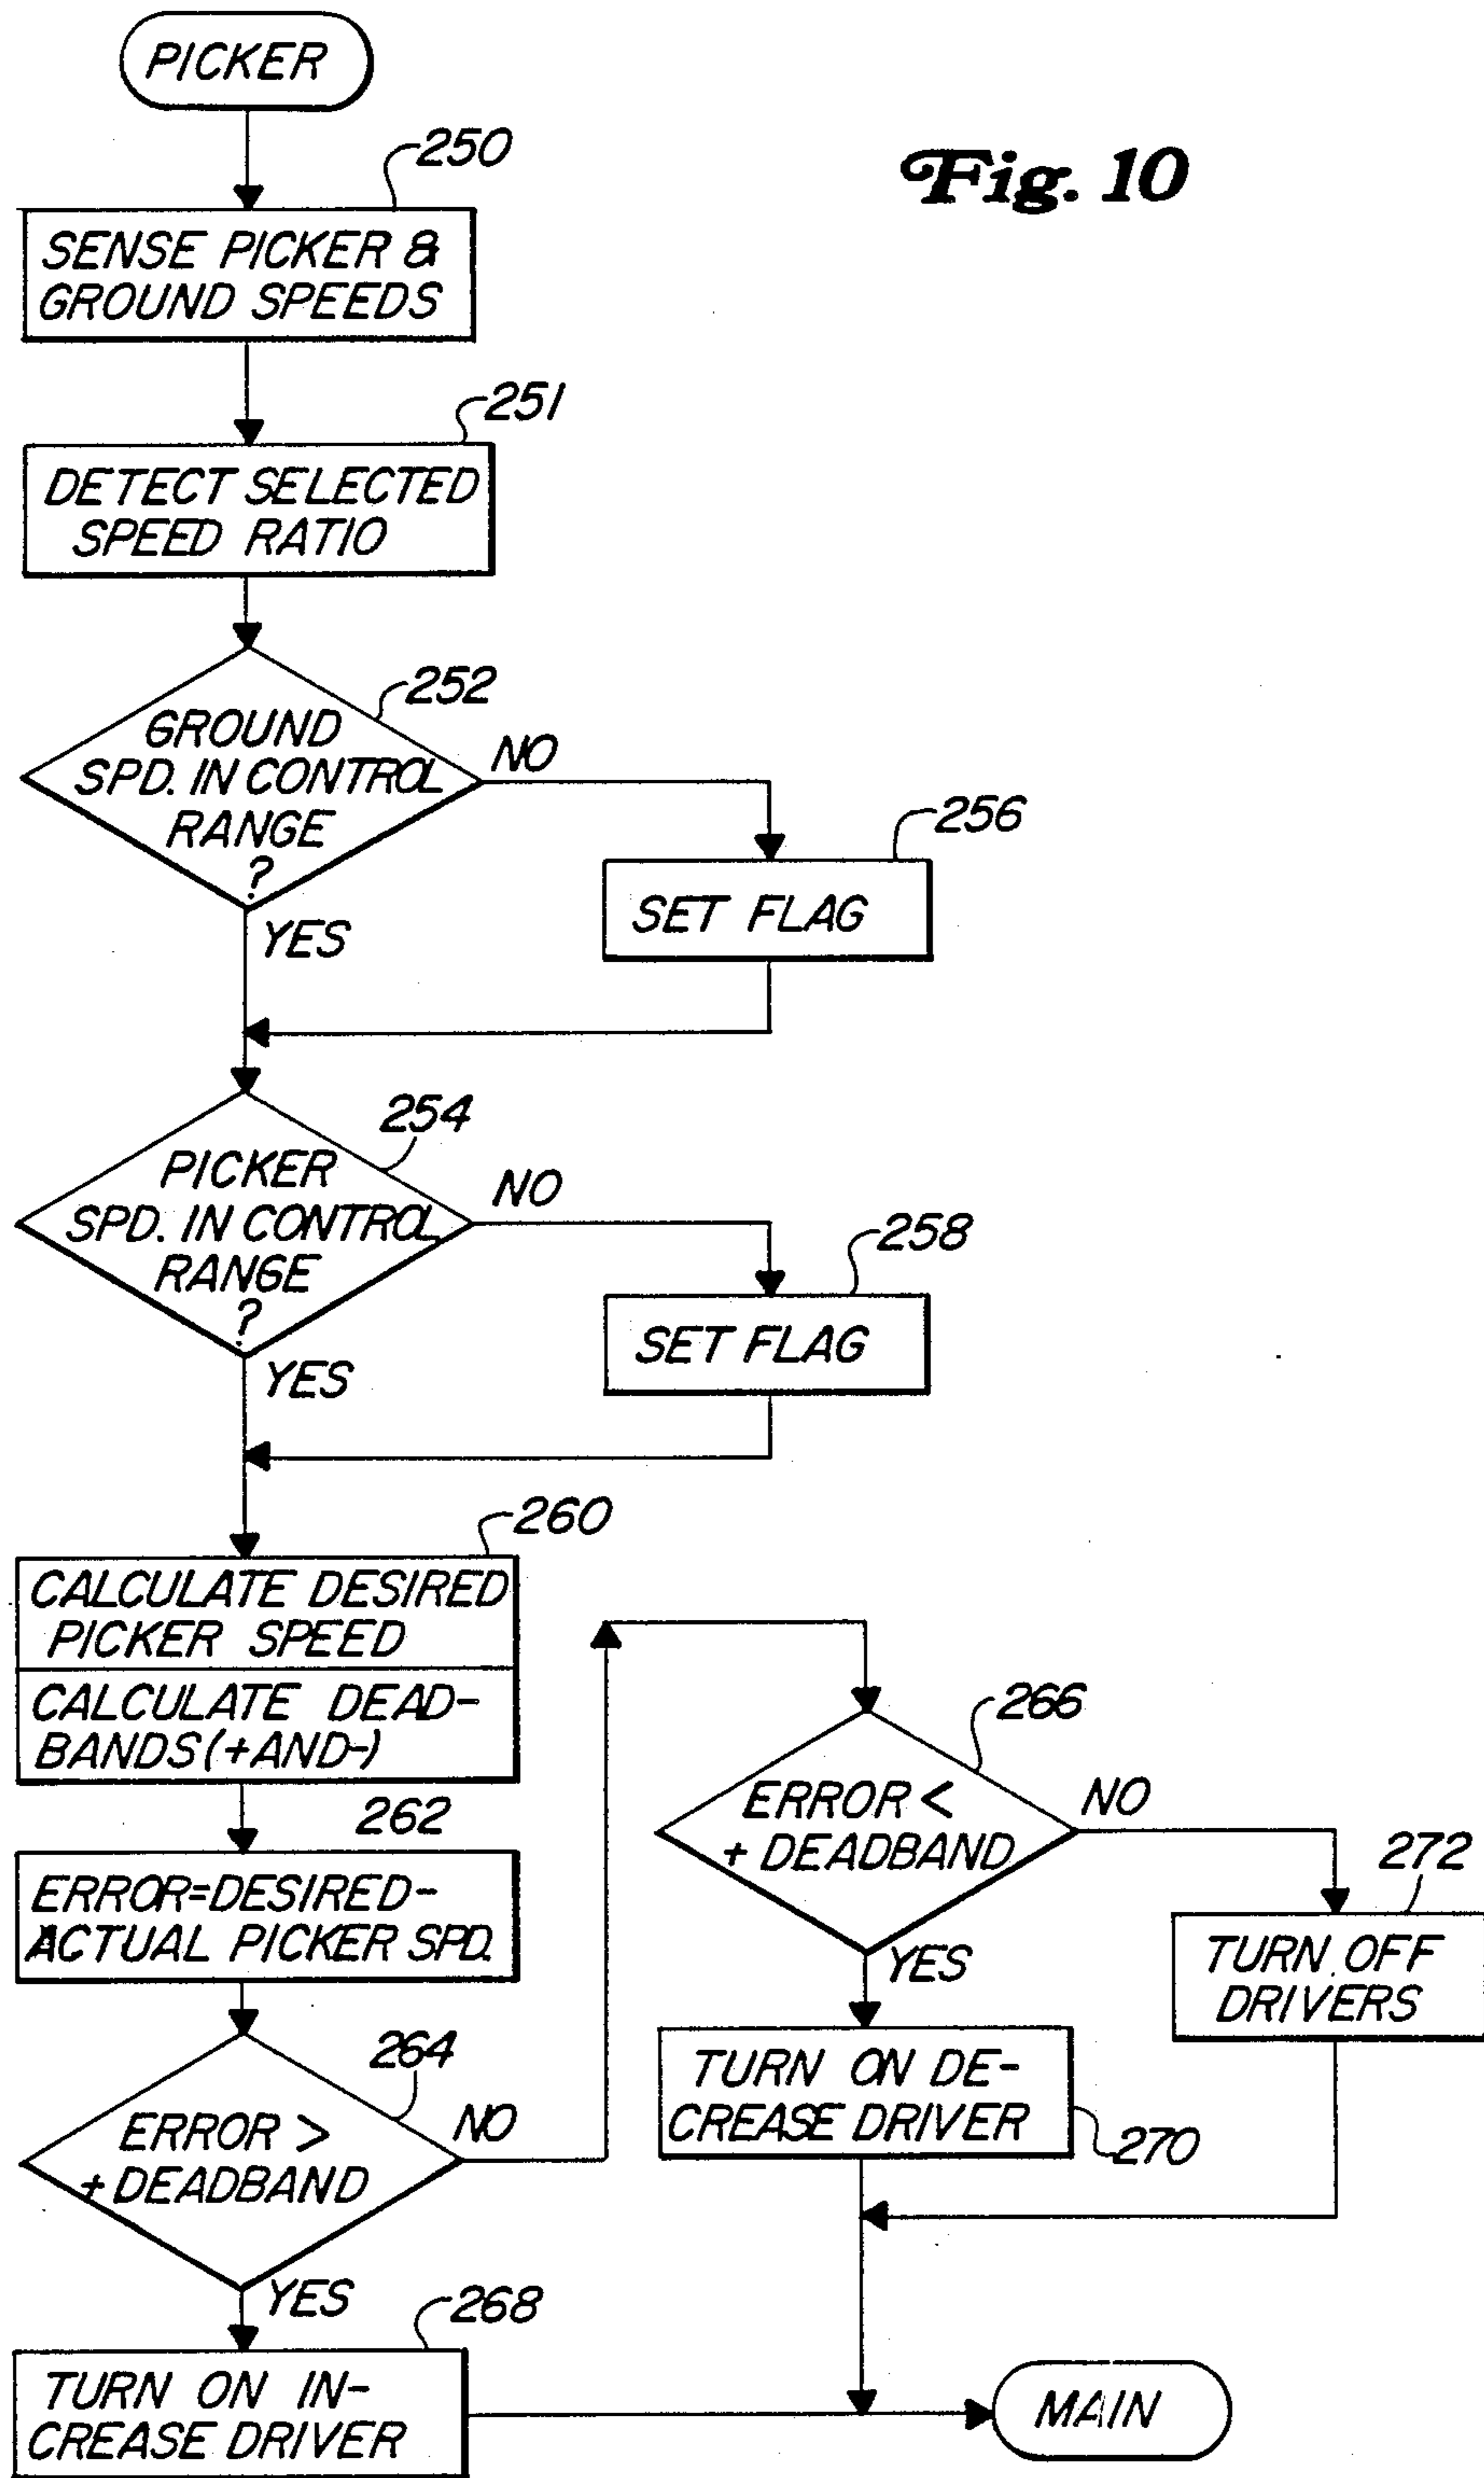 PICKER
Fig. 10
250
SENSE PICKER &
GROUND SPEEDS
251
DETECT SELECTED
SPEED RATIO
252
GROUND
SPD. IN CONTROL
RANGE
?
NO
YES
256
SET FLAG
254
PICKER
SPD. IN CONTROL
RANGE
?
NO
YES
258
SET FLAG
260
CALCULATE DESIRED
PICKER SPEED
CALCULATE DEAD-
BANDS(+AND-)
262
ERROR=DESIRED-
ACTUAL PICKER SPD.
264
ERROR >
+ DEADBAND
NO
YES
268
TURN ON IN-
CREASE DRIVER
266
ERROR <
+ DEADBAND
NO
YES
272
TURN OFF
DRIVERS
TURN ON DE-
CREASE DRIVER
270
MAIN